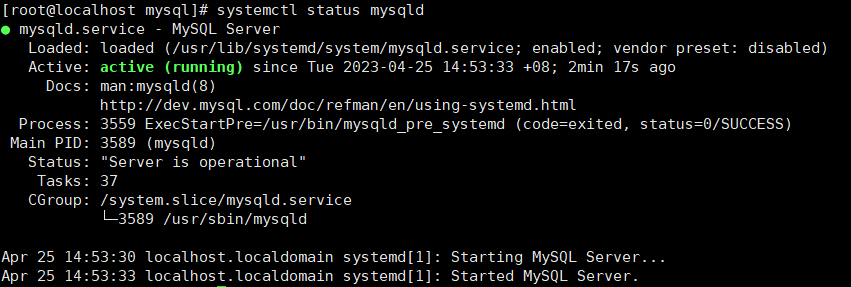 [root@localhost mysql]# systemctl status mysqld
● mysqld.service - MySQL Server
   Loaded: loaded (/usr/lib/systemd/system/mysqld.service; enabled; vendor preset: disabled)
   Active: active (running) since Tue 2023-04-25 14:53:33 +08; 2min 17s ago
     Docs: man:mysqld(8)
           http://dev.mysql.com/doc/refman/en/using-systemd.html
  Process: 3559 ExecStartPre=/usr/bin/mysqld_pre_systemd (code=exited, status=0/SUCCESS)
 Main PID: 3589 (mysqld)
   Status: "Server is operational"
    Tasks: 37
   CGroup: /system.slice/mysqld.service
           └─3589 /usr/sbin/mysqld

Apr 25 14:53:30 localhost.localdomain systemd[1]: Starting MySQL Server...
Apr 25 14:53:33 localhost.localdomain systemd[1]: Started MySQL Server.